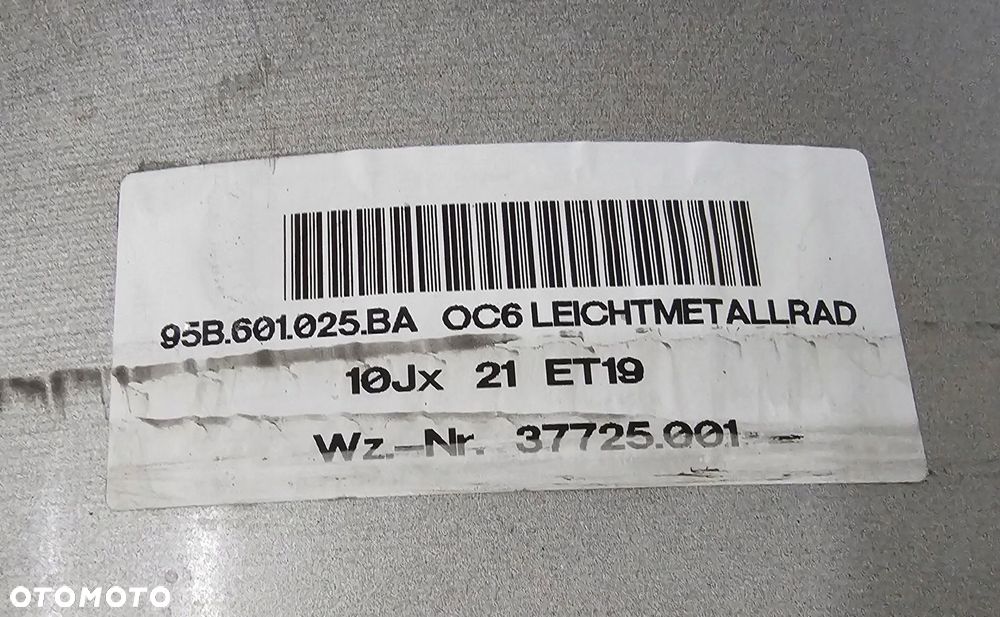 95B.601.025.BA OC6 LEICHTMETALLRAD
10Jx 21 ET19
Wz.-Nr. 37725.001
OTOMOTO